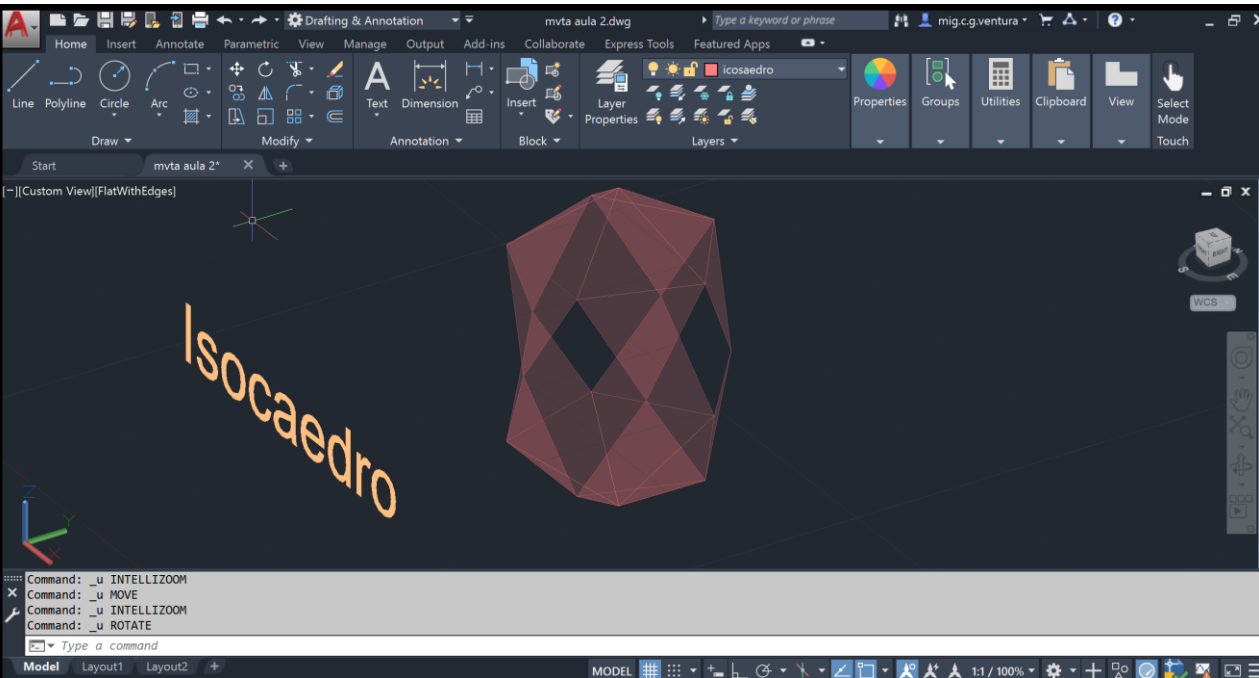 Drafting & Annotation mvta aula 2.dwg Type a keyword or phrase mig.c.g.ventura
Home Insert Annotate Parametric View Manage Output Add-ins Collaborate Express Tools Featured Apps
icosaedro
Line Polyline Circle Arc Text Dimension Insert Layer Properties Properties Groups Utilities Clipboard View Select Mode
Draw Modify Annotation Block Layers Touch
Start mvta aula 2* × +
[-][Custom View][FlatWithEdges]
RIGHT
S E
WCS
Isocaedro
Z
Y
X
Command: _u INTELLIZOOM
Command: _u MOVE
Command: _u INTELLIZOOM
Command: _u ROTATE
Type a command
Model Layout1 Layout2 + MODEL 1:1 / 100%